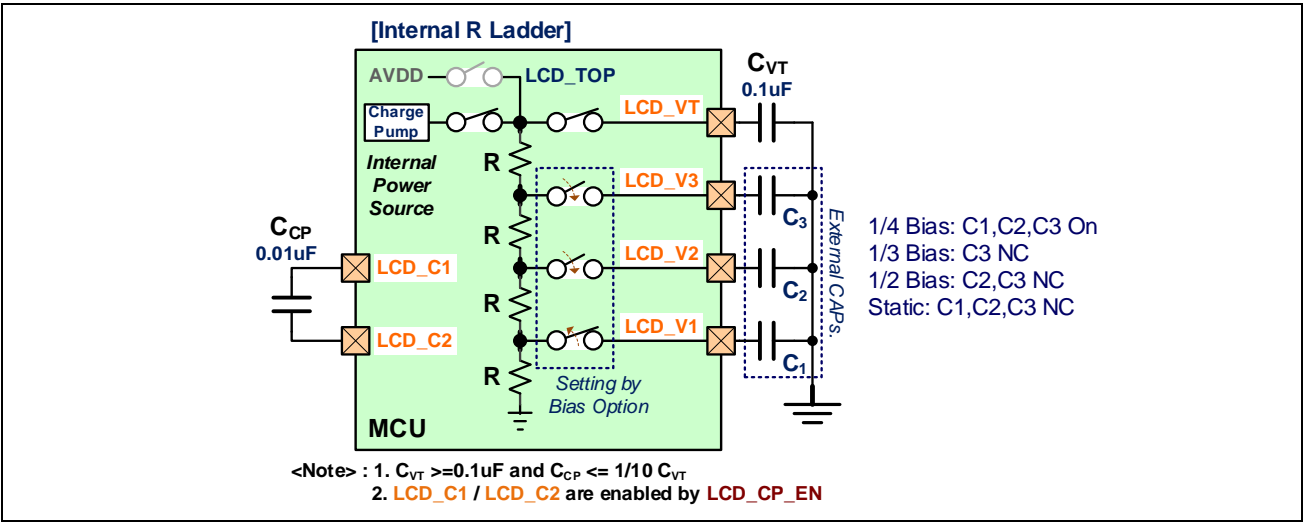 [Internal R Ladder]
AVDD
LCD_TOP
CVT
0.1uF
Charge
Pump
LCD_VT
Internal
Power
Source
R
LCD_V3
C3
CCP
0.01uF
R
LCD_V2
C2
LCD_C1
R
LCD_V1
C1
LCD_C2
R
Setting by
Bias Option
External CAPs.
MCU
1/4 Bias: C1,C2,C3 On
1/3 Bias: C3 NC
1/2 Bias: C2,C3 NC
Static: C1,C2,C3 NC
<Note> : 1. CVT >=0.1uF and CCP <= 1/10 CVT
2. LCD_C1 / LCD_C2 are enabled by LCD_CP_EN